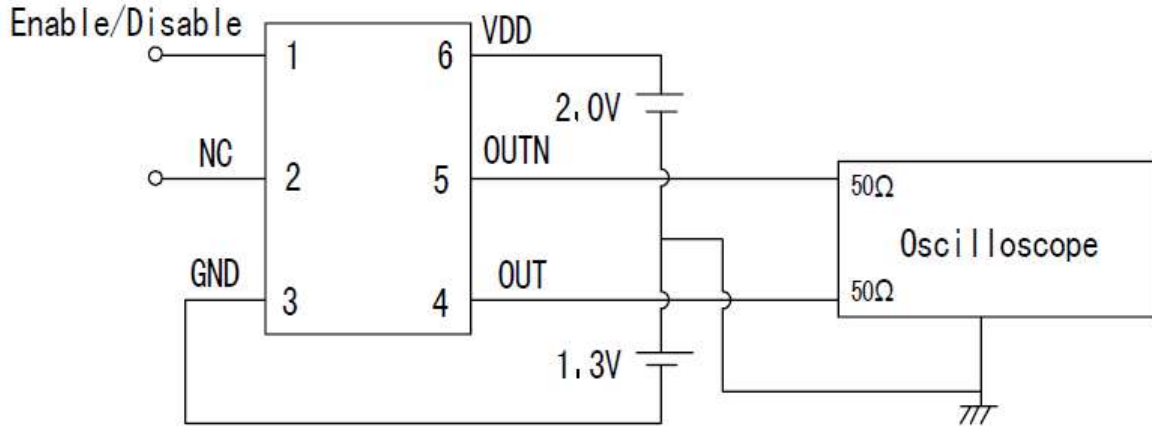 Enable/Disable
VDD
1
6
2.0V
NC
OUTN
2
5
50Ω
Oscilloscope
GND
OUT
3
4
50Ω
1.3V